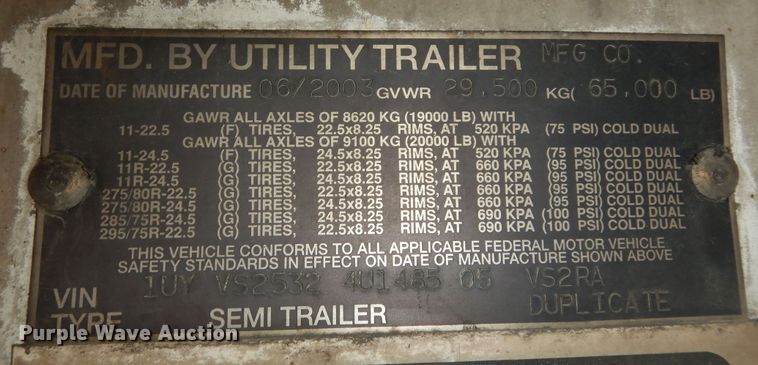 MFD. BY UTILITY TRAILER MFG CO.
DATE OF MANUFACTURE 06/2003 GVWR 29,500 KG( 65,000 LB)
GAWR ALL AXLES OF 8620 KG (19000 LB) WITH
11-22.5 (F) TIRES, 22.5x8.25 RIMS, AT 520 KPA (75 PSI) COLD DUAL
GAWR ALL AXLES OF 9100 KG (20000 LB) WITH
11-24.5 (F) TIRES, 24.5x8.25 RIMS, AT 520 KPA (75 PSI) COLD DUAL
11R-22.5 (G) TIRES, 22.5x8.25 RIMS, AT 660 KPA (95 PSI) COLD DUAL
11R-24.5 (G) TIRES, 24.5x8.25 RIMS, AT 660 KPA (95 PSI) COLD DUAL
275/80R-22.5 (G) TIRES, 22.5x8.25 RIMS, AT 660 KPA (95 PSI) COLD DUAL
275/80R-24.5 (G) TIRES, 24.5x8.25 RIMS, AT 660 KPA (95 PSI) COLD DUAL
285/75R-24.5 (G) TIRES, 24.5x8.25 RIMS, AT 690 KPA (100 PSI) COLD DUAL
295/75R-22.5 (G) TIRES, 22.5x8.25 RIMS, AT 690 KPA (100 PSI) COLD DUAL
THIS VEHICLE CONFORMS TO ALL APPLICABLE FEDERAL MOTOR VEHICLE
SAFETY STANDARDS IN EFFECT ON DATE OF MANUFACTURE SHOWN ABOVE
VIN 1UY VS2532 4U1485 05 VS2RA
TYPE SEMI TRAILER DUPLICATE
Purple Wave Auction